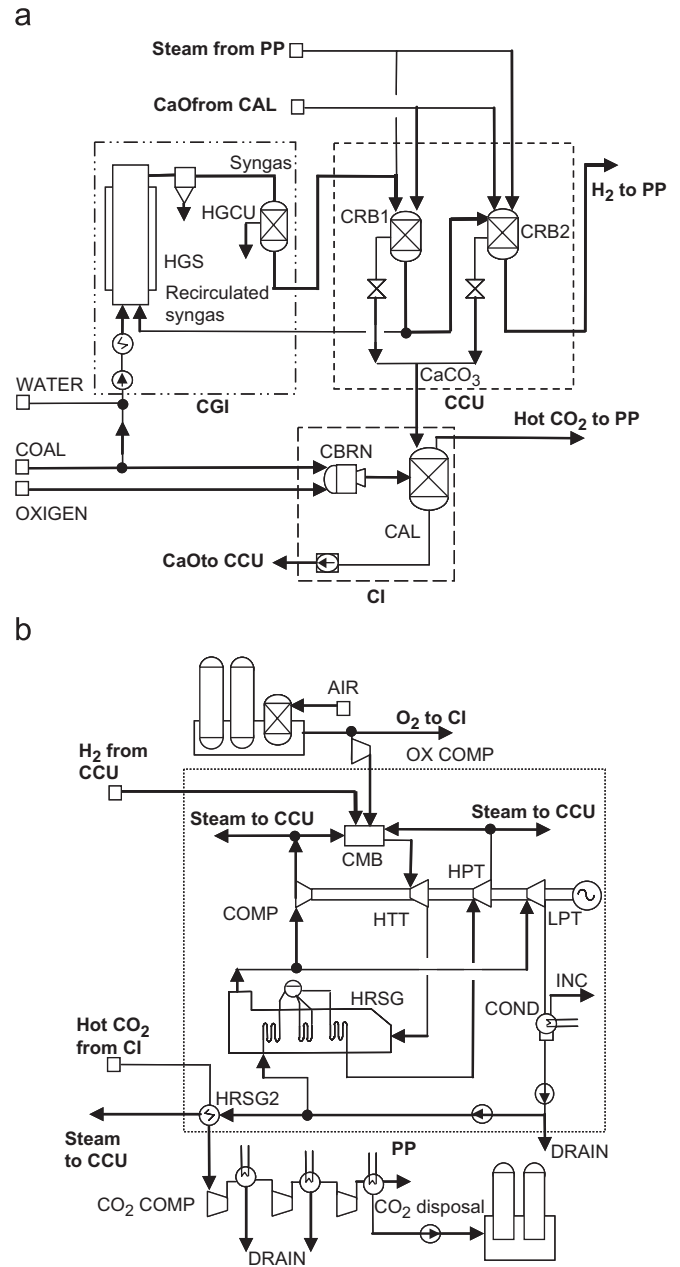 a
Steam from PP
CaOfrom CAL
Syngas
HGCU
HGS
Recirculated
syngas
CRB1
CRB2
H2 to PP
WATER
CGI
CaCO3
CCU
Hot CO2 to PP
COAL
CBRN
OXIGEN
CAL
CaOto CCU
CI
b
AIR
O2 to CI
OX COMP
H2 from
CCU
Steam to CCU
Steam to CCU
CMB
HPT
COMP
HTT
LPT
HRSG
INC
COND
Hot CO2
from CI
HRSG2
Steam
to CCU
PP
DRAIN
CO2 COMP
CO2 disposal
DRAIN